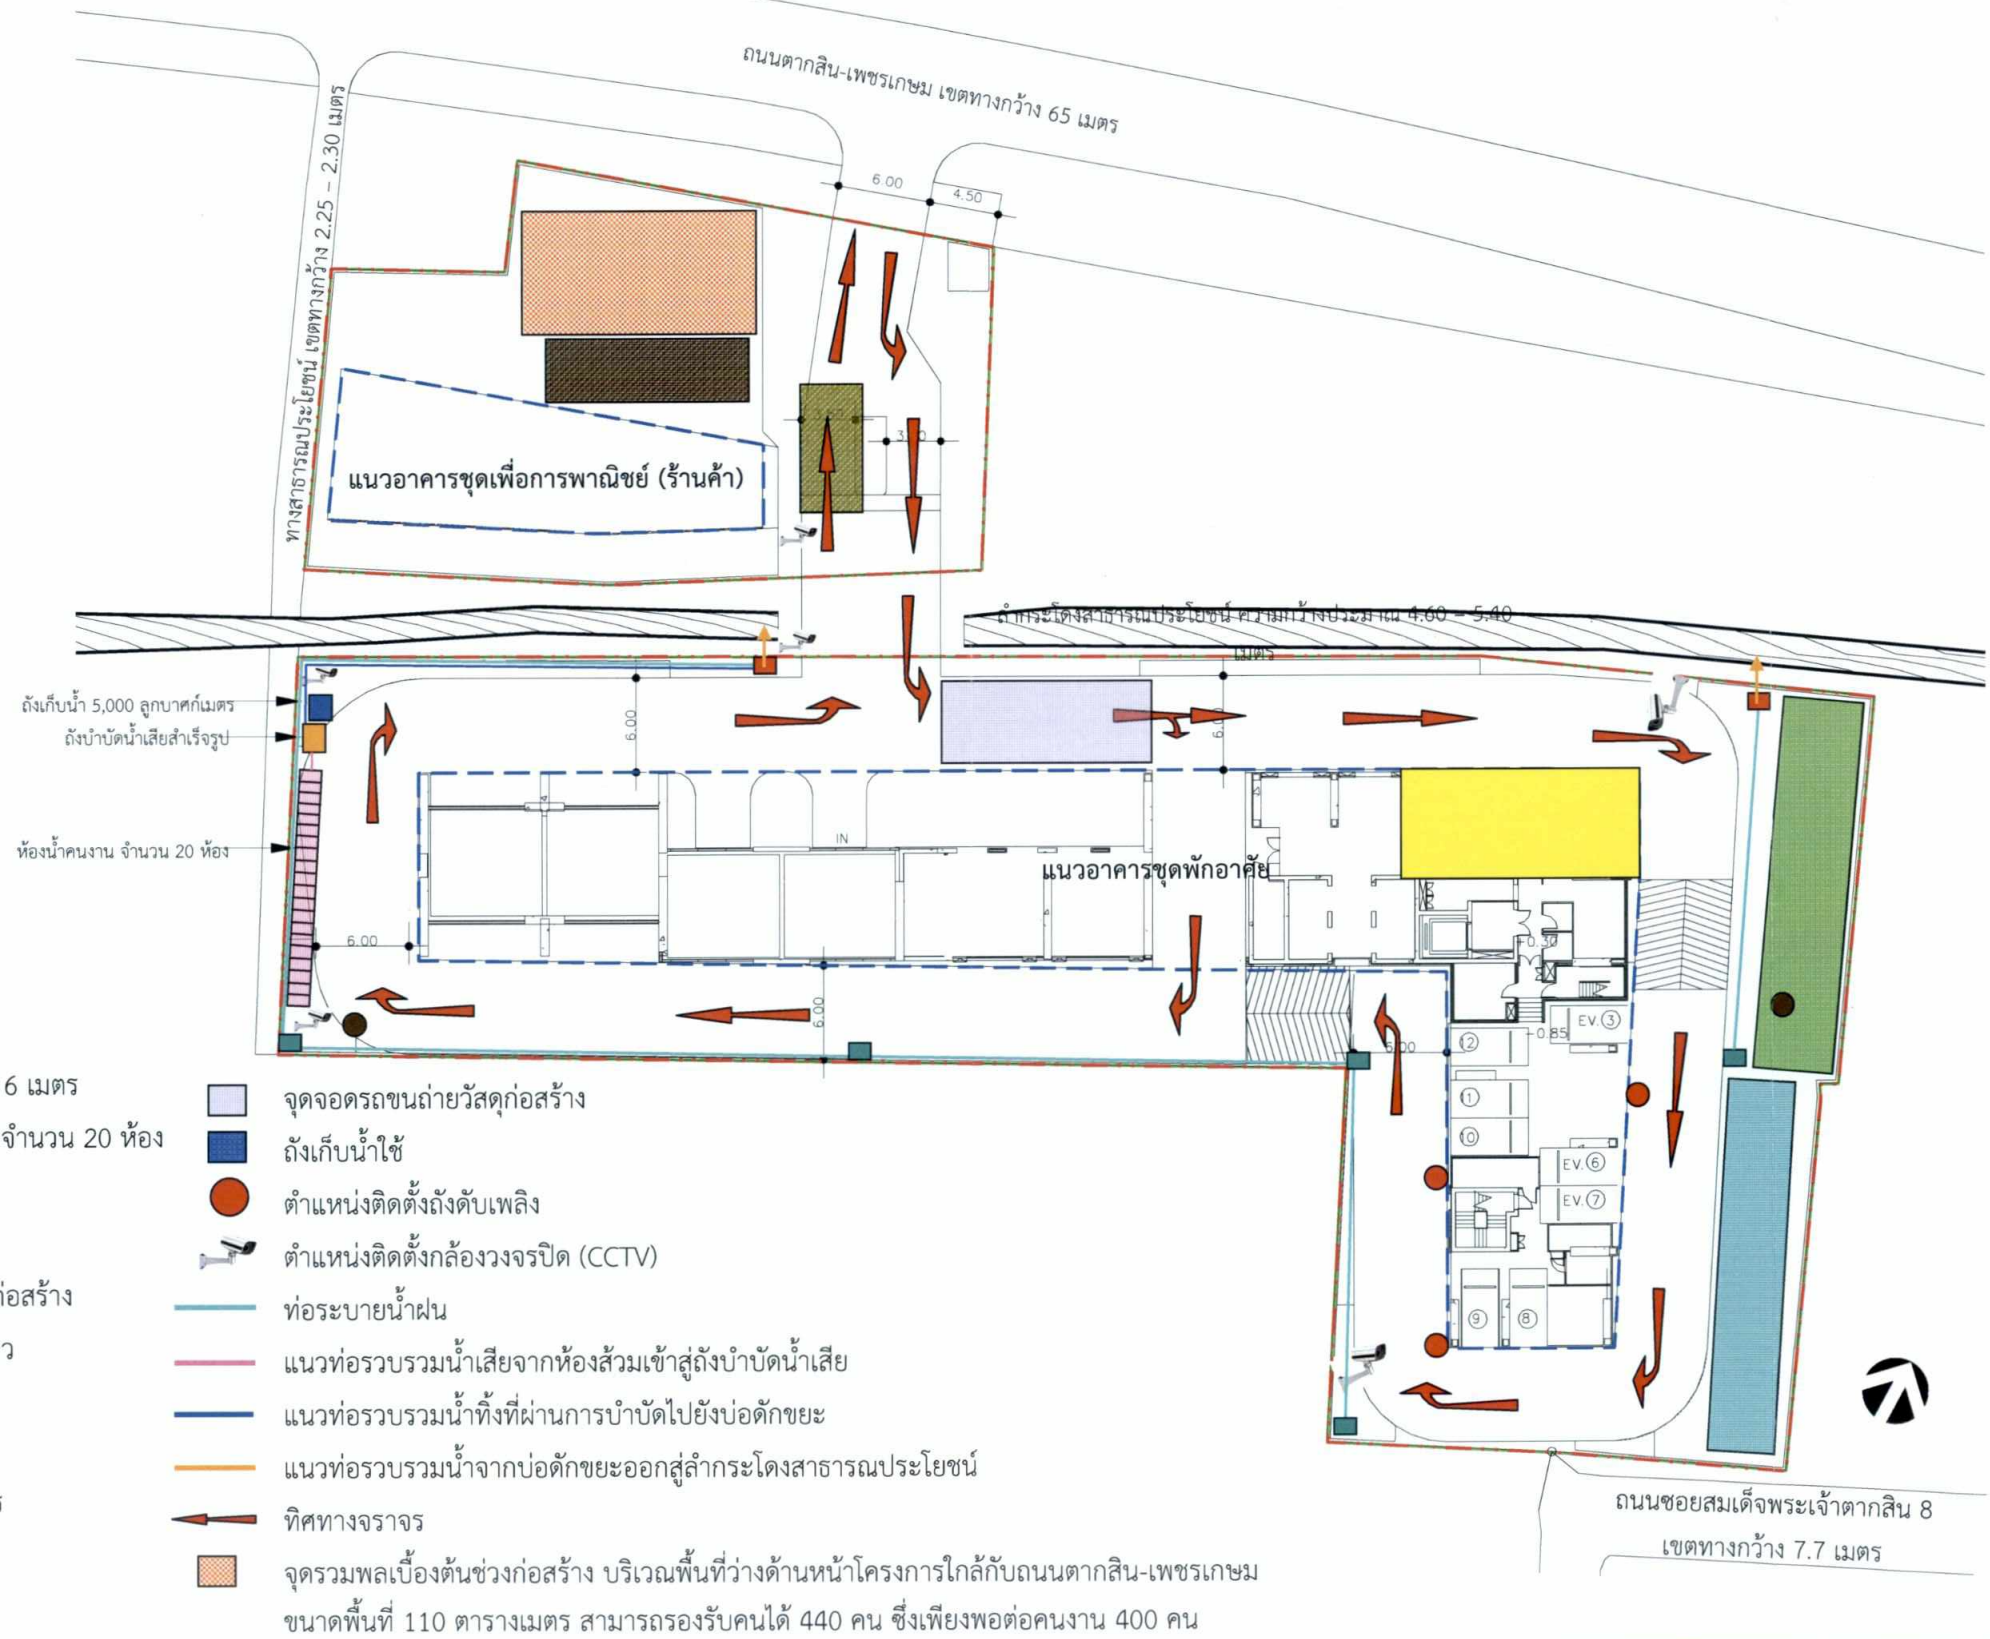 ถนนตากสิน-เพชรเกษม เขตทางกว้าง 65 เมตร
ทางสาธารณประโยชน์ เขตทางกว้าง 2.25 - 2.30 เมตร
6.00
4.50
แนวอาคารชุดเพื่อการพาณิชย์ (ร้านค้า)
ลำกระโดงสาธารณประโยชน์ ความกว้างประมาณ 4.60 - 5.40
เมตร
ถังเก็บน้ำ 5,000 ลูกบาศก์เมตร
ถังบำบัดน้ำเสียสำเร็จรูป
ห้องน้ำคนงาน จำนวน 20 ห้อง
6.00
IN
แนวอาคารชุดพักอาศัย
6.00
+0.30
6.00
-0.85
EV.③
⑫
⑪
⑩
EV.⑥
EV.⑦
⑨
⑧
6 เมตร
จำนวน 20 ห้อง
ก่อสร้าง
จุดจอดรถขนถ่ายวัสดุก่อสร้าง
ถังเก็บน้ำใช้
ตำแหน่งติดตั้งถังดับเพลิง
ตำแหน่งติดตั้งกล้องวงจรปิด (CCTV)
ท่อระบายน้ำฝน
แนวท่อรวบรวมน้ำเสียจากห้องส้วมเข้าสู่ถังบำบัดน้ำเสีย
แนวท่อรวบรวมน้ำทิ้งที่ผ่านการบำบัดไปยังบ่อดักขยะ
แนวท่อรวบรวมน้ำจากบ่อดักขยะออกสู่ลำกระโดงสาธารณประโยชน์
ทิศทางจราจร
จุดรวมพลเบื้องต้นช่วงก่อสร้าง บริเวณพื้นที่ว่างด้านหน้าโครงการใกล้กับถนนตากสิน-เพชรเกษม
ขนาดพื้นที่ 110 ตารางเมตร สามารถรองรับคนได้ 440 คน ซึ่งเพียงพอต่อคนงาน 400 คน
ถนนซอยสมเด็จพระเจ้าตากสิน 8
เขตทางกว้าง 7.7 เมตร